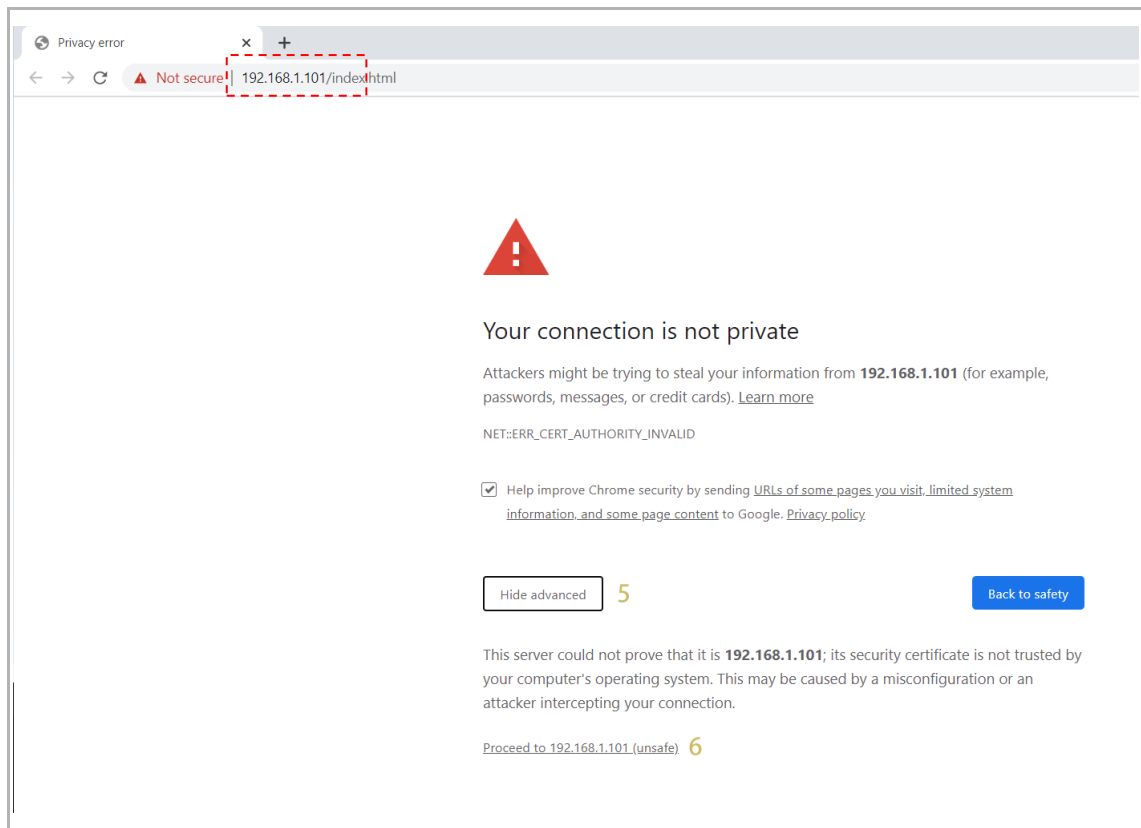 Privacy error
Not secure | 192.168.1.101/index.html
Your connection is not private
Attackers might be trying to steal your information from 192.168.1.101 (for example,
passwords, messages, or credit cards). Learn more
NET::ERR_CERT_AUTHORITY_INVALID
Help improve Chrome security by sending URLs of some pages you visit, limited system
information, and some page content to Google. Privacy policy
Hide advanced 5 Back to safety
This server could not prove that it is 192.168.1.101; its security certificate is not trusted by
your computer's operating system. This may be caused by a misconfiguration or an
attacker intercepting your connection.
Proceed to 192.168.1.101 (unsafe) 6